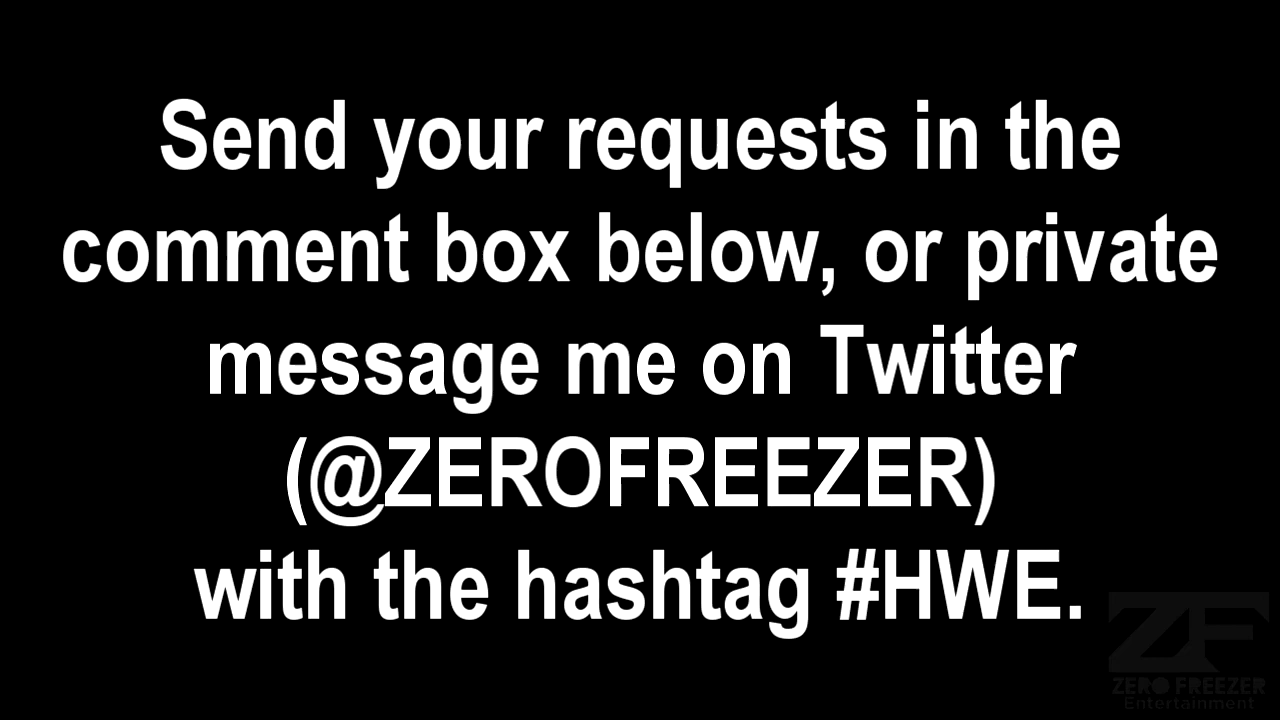 Send your requests in the
comment box below, or private
message me on Twitter
(@ZEROFREEZER)
with the hashtag #HWE.
ZF
ZERO FREEZER
Entertainment